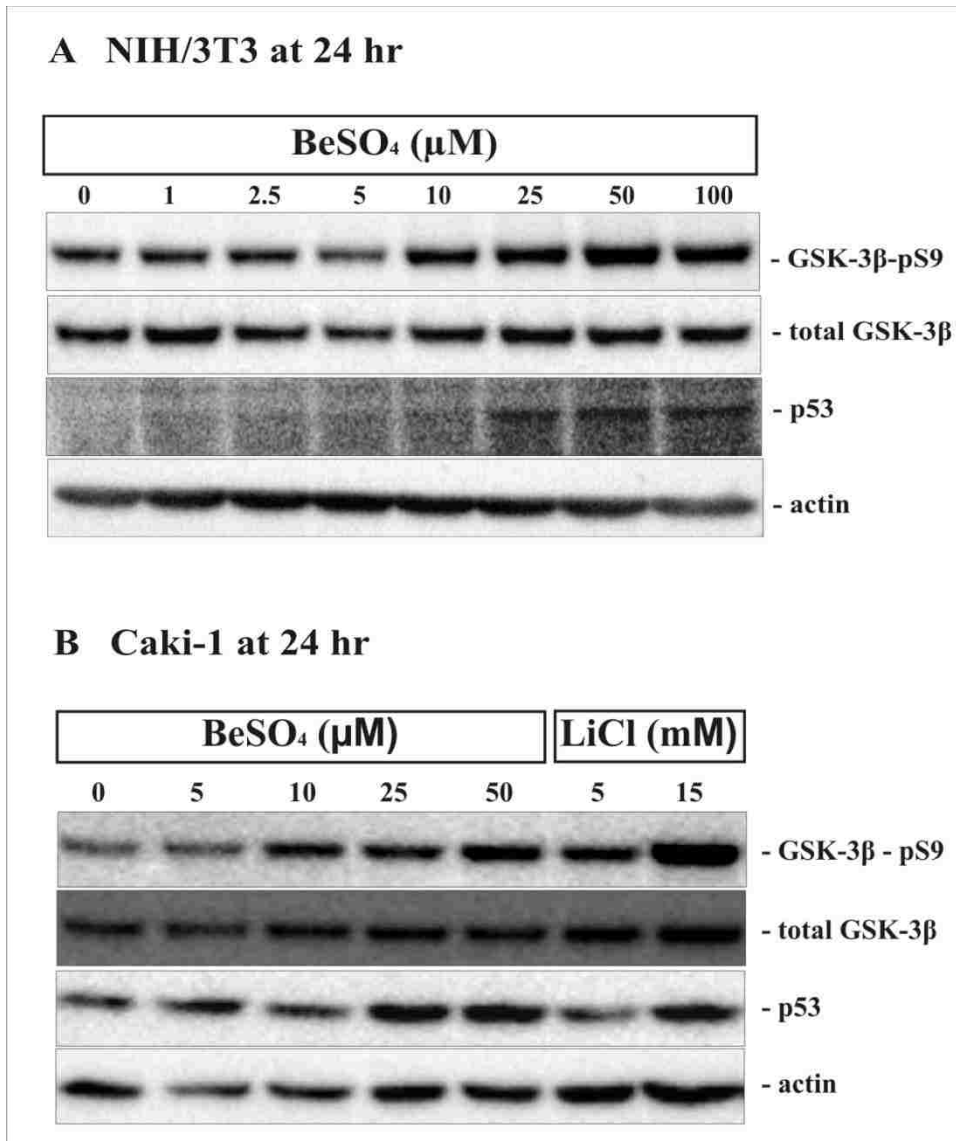 A NIH/3T3 at 24 hr
BeSO₄ (μM)
0 1 2.5 5 10 25 50 100
- GSK-3β-pS9
- total GSK-3β
- p53
- actin
B Caki-1 at 24 hr
BeSO₄ (μM) LiCl (mM)
0 5 10 25 50 5 15
- GSK-3β - pS9
- total GSK-3β
- p53
- actin